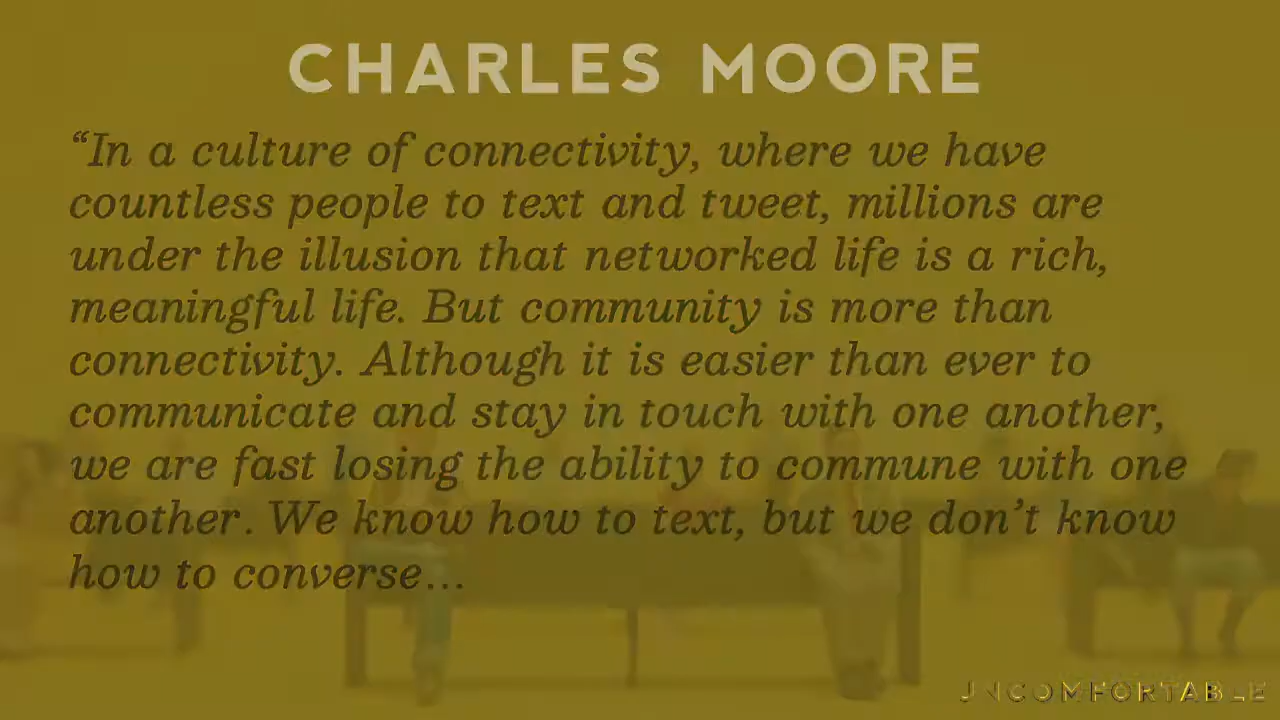 CHARLES MOORE
“In a culture of connectivity, where we have
countless people to text and tweet, millions are
under the illusion that networked life is a rich,
meaningful life. But community is more than
connectivity. Although it is easier than ever to
communicate and stay in touch with one another,
we are fast losing the ability to commune with one
another. We know how to text, but we don’t know
how to converse…
UNCOMFORTABLE